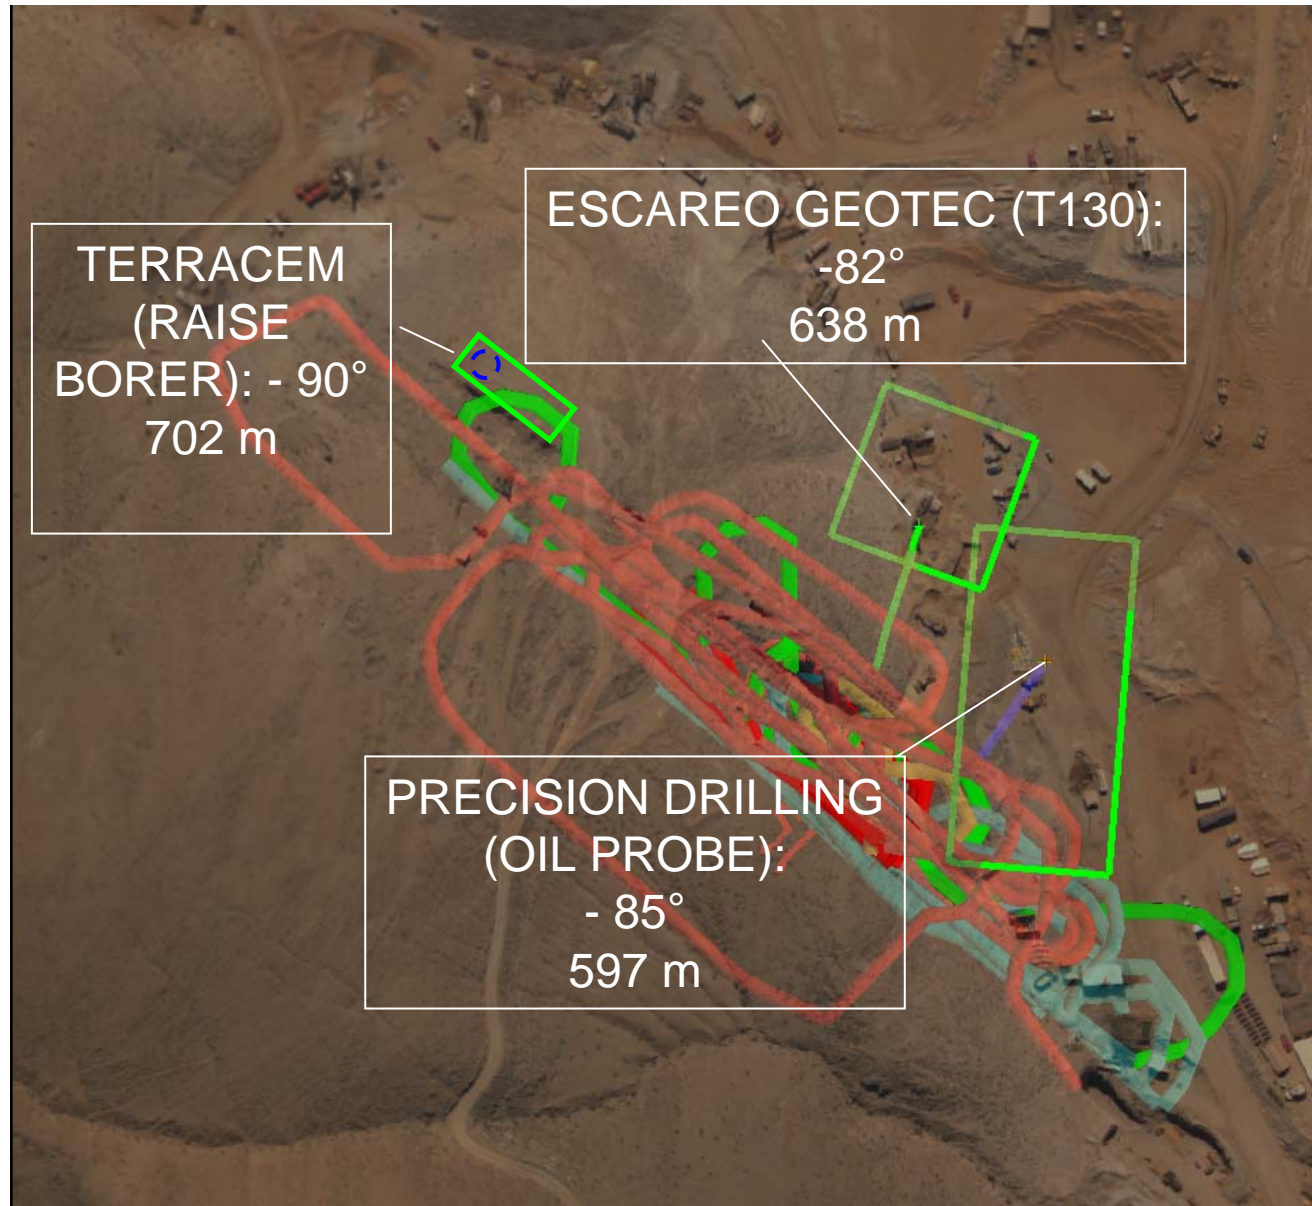 TERRACEM
(RAISE
BORER): - 90°
702 m
ESCAREO GEOTEC (T130):
-82°
638 m
PRECISION DRILLING
(OIL PROBE):
- 85°
597 m